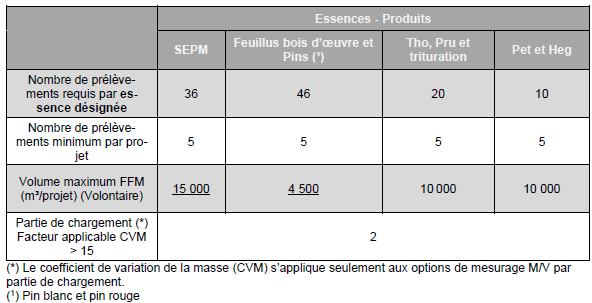 Essences - Produits
SEPM
Feuillus bois d’œuvre et
Pins (¹)
Tho, Pru et
trituration
Pet et Heg
Nombre de prélève-
ments requis par es-
sence désignée
36
46
20
10
Nombre de prélève-
ments minimum par pro-
jet
5
5
5
5
Volume maximum FFM
(m³/projet) (Volontaire)
15 000
4 500
10 000
10 000
Partie de chargement (*)
Facteur applicable CVM
> 15
2
(*) Le coefficient de variation de la masse (CVM) s’applique seulement aux options de mesurage M/V par
partie de chargement.
(¹) Pin blanc et pin rouge